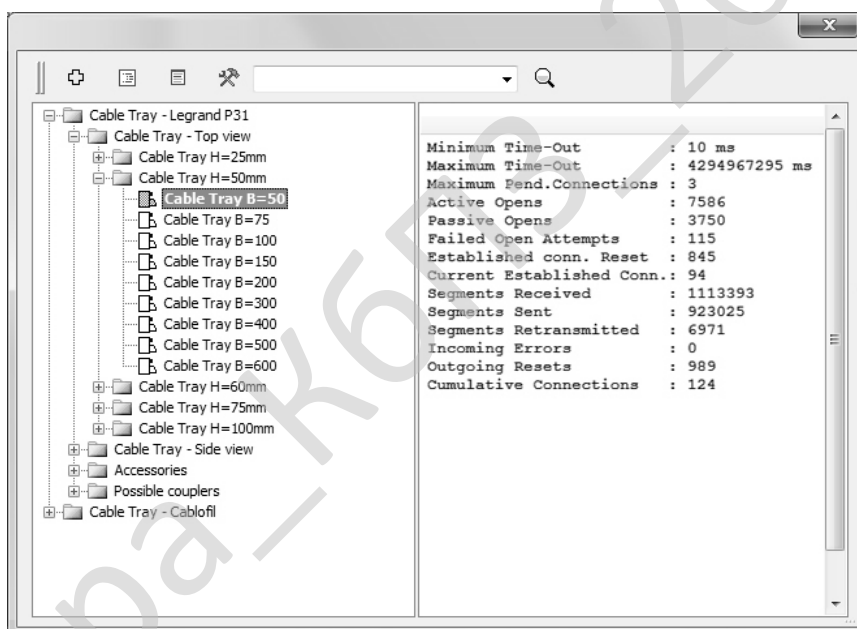 Cable Tray - Legrand P31
Cable Tray - Top view
Cable Tray H=25mm
Cable Tray H=50mm
Cable Tray B=50
Cable Tray B=75
Cable Tray B=100
Cable Tray B=150
Cable Tray B=200
Cable Tray B=300
Cable Tray B=400
Cable Tray B=500
Cable Tray B=600
Cable Tray H=60mm
Cable Tray H=75mm
Cable Tray H=100mm
Cable Tray - Side view
Accessories
Possible couplers
Cable Tray - Cablofil
Minimum Time-Out : 10 ms
Maximum Time-Out : 4294967295 ms
Maximum Pend.Connections : 3
Active Opens : 7586
Passive Opens : 3750
Failed Open Attempts : 115
Established conn. Reset : 845
Current Established Conn.: 94
Segments Received : 1113393
Segments Sent : 923025
Segments Retransmitted : 6971
Incoming Errors : 0
Outgoing Resets : 989
Cumulative Connections : 124
ра_КбПЗ_20